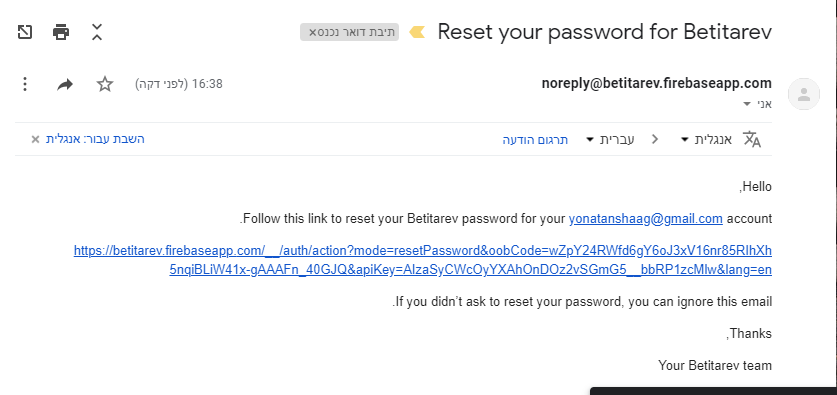 Reset your password for Betitarev
תיבת דואר נכנס×
noreply@betitarev.firebaseapp.com
16:38 (לפני דקה)
אני
אנגלית
עברית
תרגום הודעה
השבת עבור: אנגלית ×
Hello,
Follow this link to reset your Betitarev password for your yonatanshaag@gmail.com account.
https://betitarev.firebaseapp.com/__/auth/action?mode=resetPassword&oobCode=wZpY24RWfd6gY6oJ3xV16nr85RIhXh
5nqiBLiW41x-gAAAFn_40GJQ&apiKey=AIzaSyCWcOyYXAhOnDOz2vSGmG5__bbRP1zcMlw&lang=en
If you didn't ask to reset your password, you can ignore this email.
Thanks,
Your Betitarev team